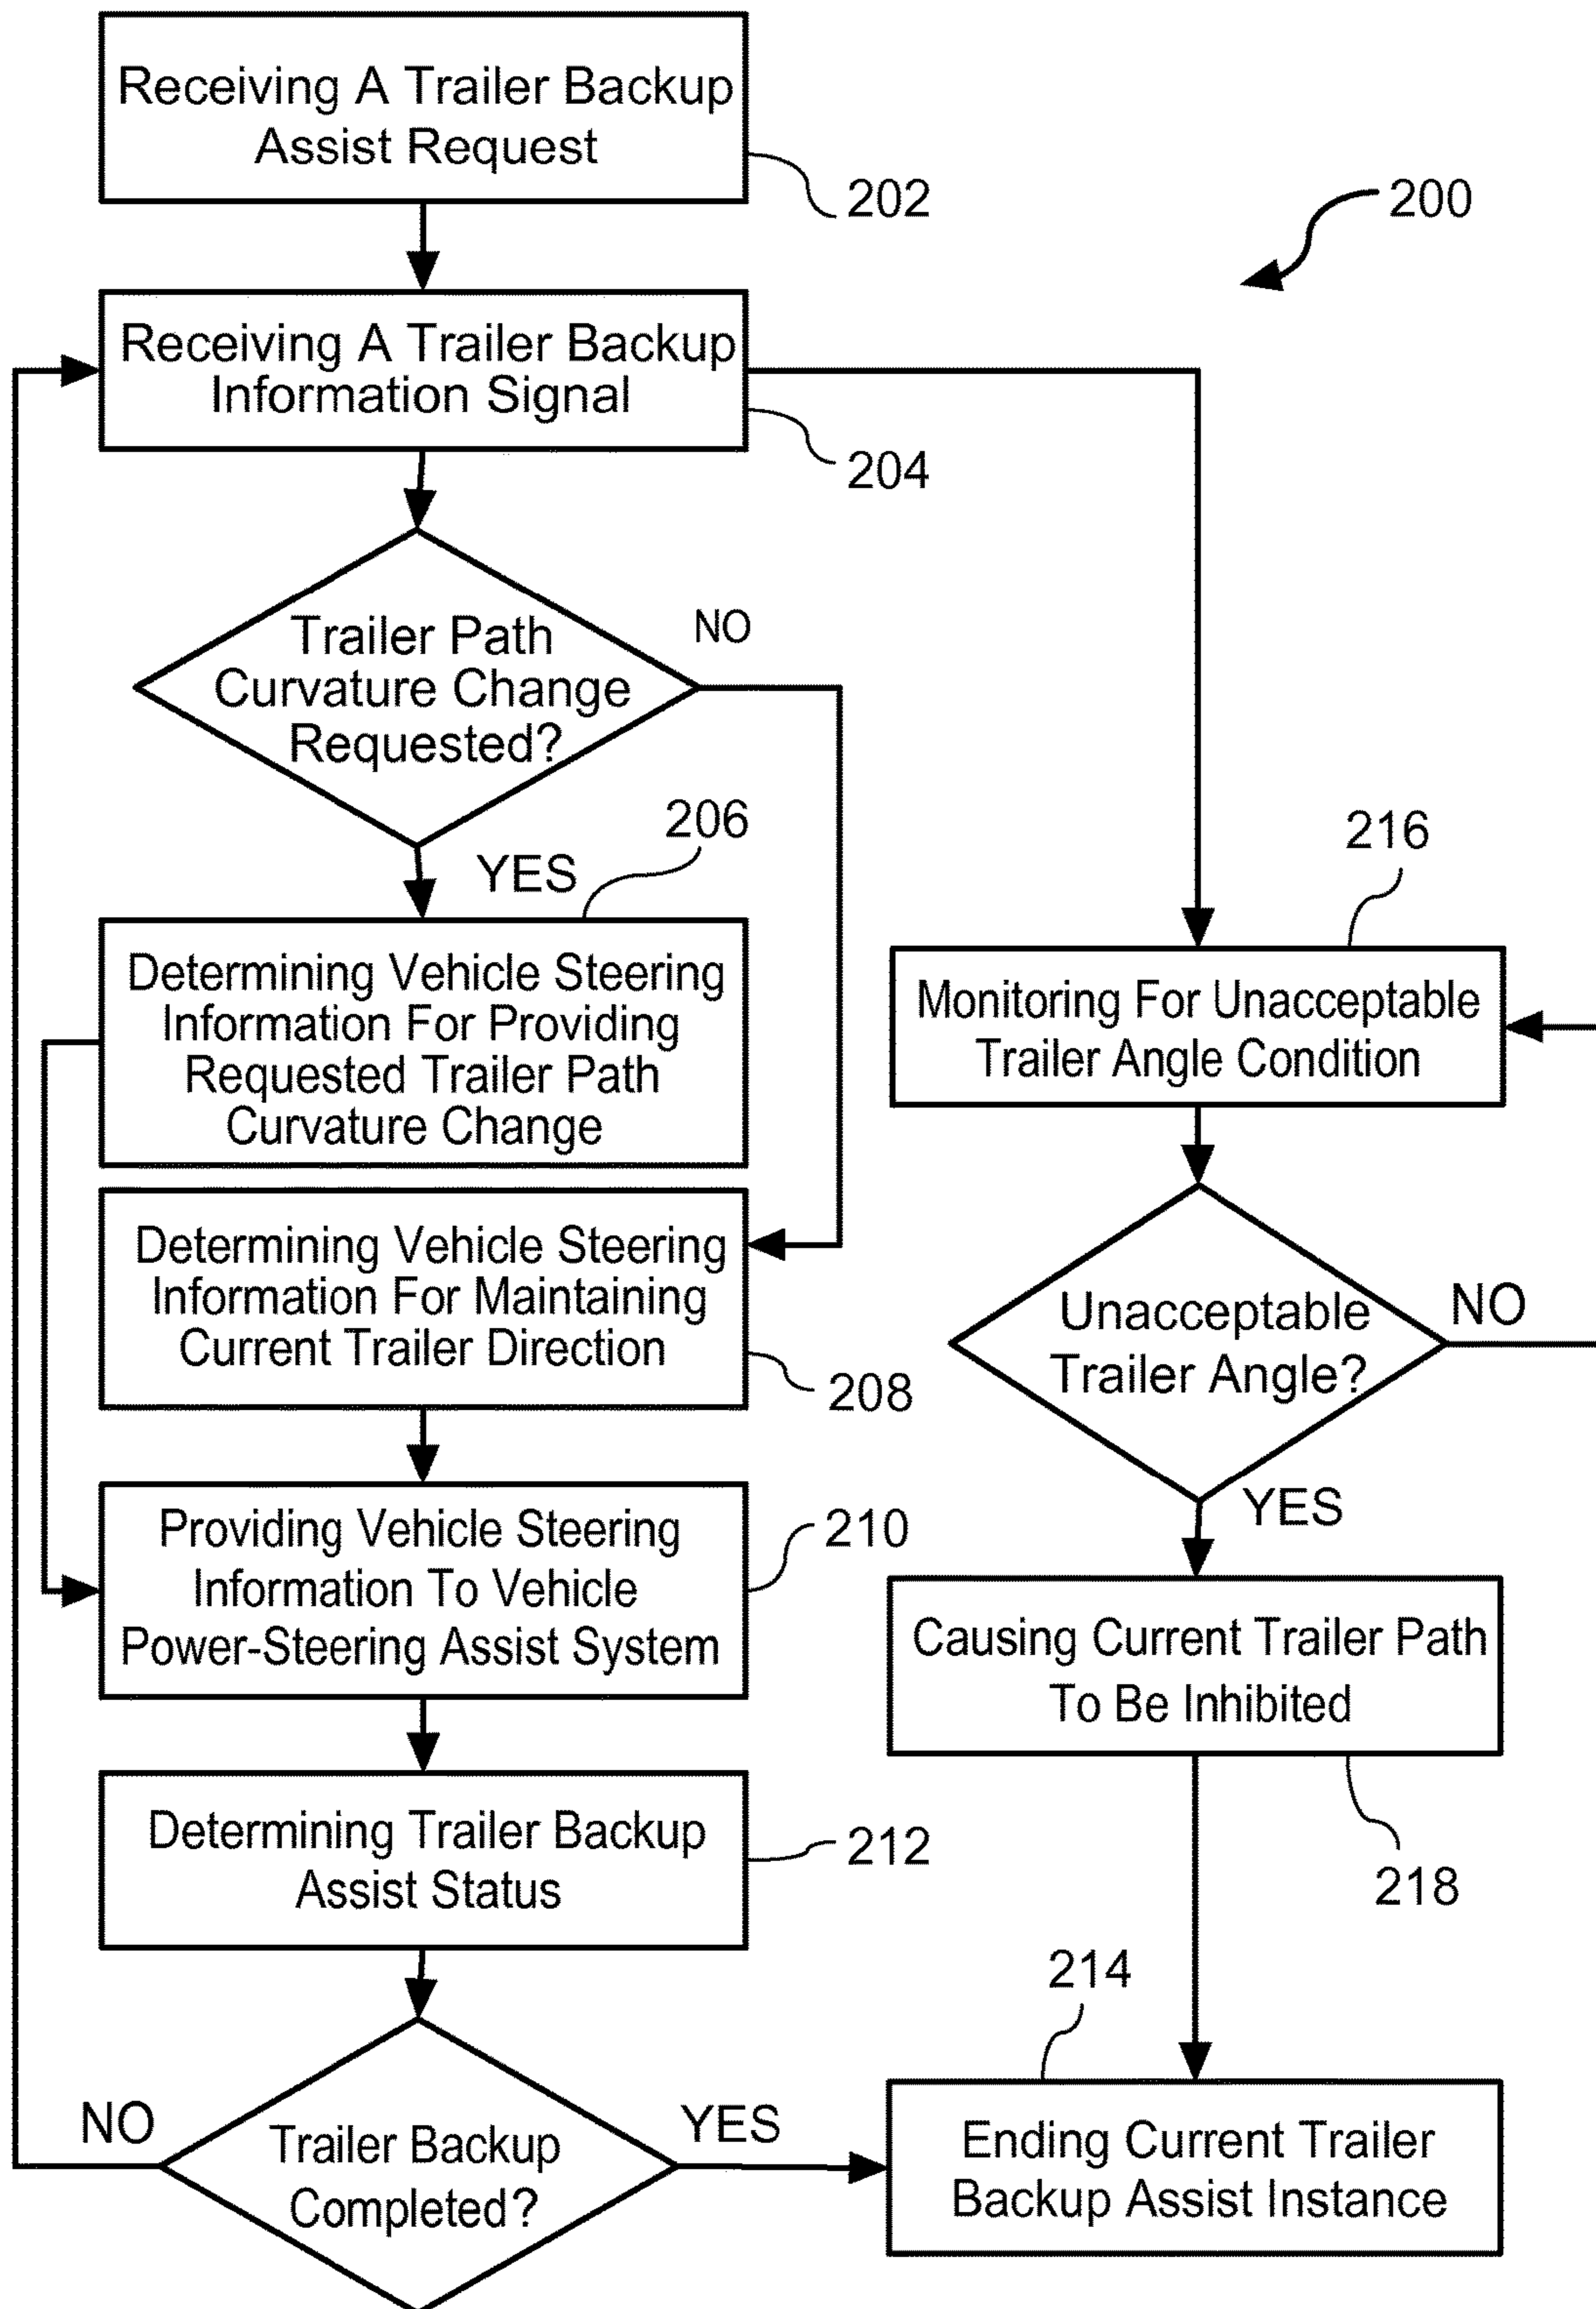 Receiving A Trailer Backup
Assist Request
202
200
Receiving A Trailer Backup
Information Signal
204
Trailer Path
Curvature Change
Requested?
NO
YES
206
Determining Vehicle Steering
Information For Providing
Requested Trailer Path
Curvature Change
Determining Vehicle Steering
Information For Maintaining
Current Trailer Direction
208
Providing Vehicle Steering
Information To Vehicle
Power-Steering Assist System
210
Determining Trailer Backup
Assist Status
212
Trailer Backup
Completed?
NO
YES
216
Monitoring For Unacceptable
Trailer Angle Condition
Unacceptable
Trailer Angle?
NO
YES
Causing Current Trailer Path
To Be Inhibited
218
214
Ending Current Trailer
Backup Assist Instance